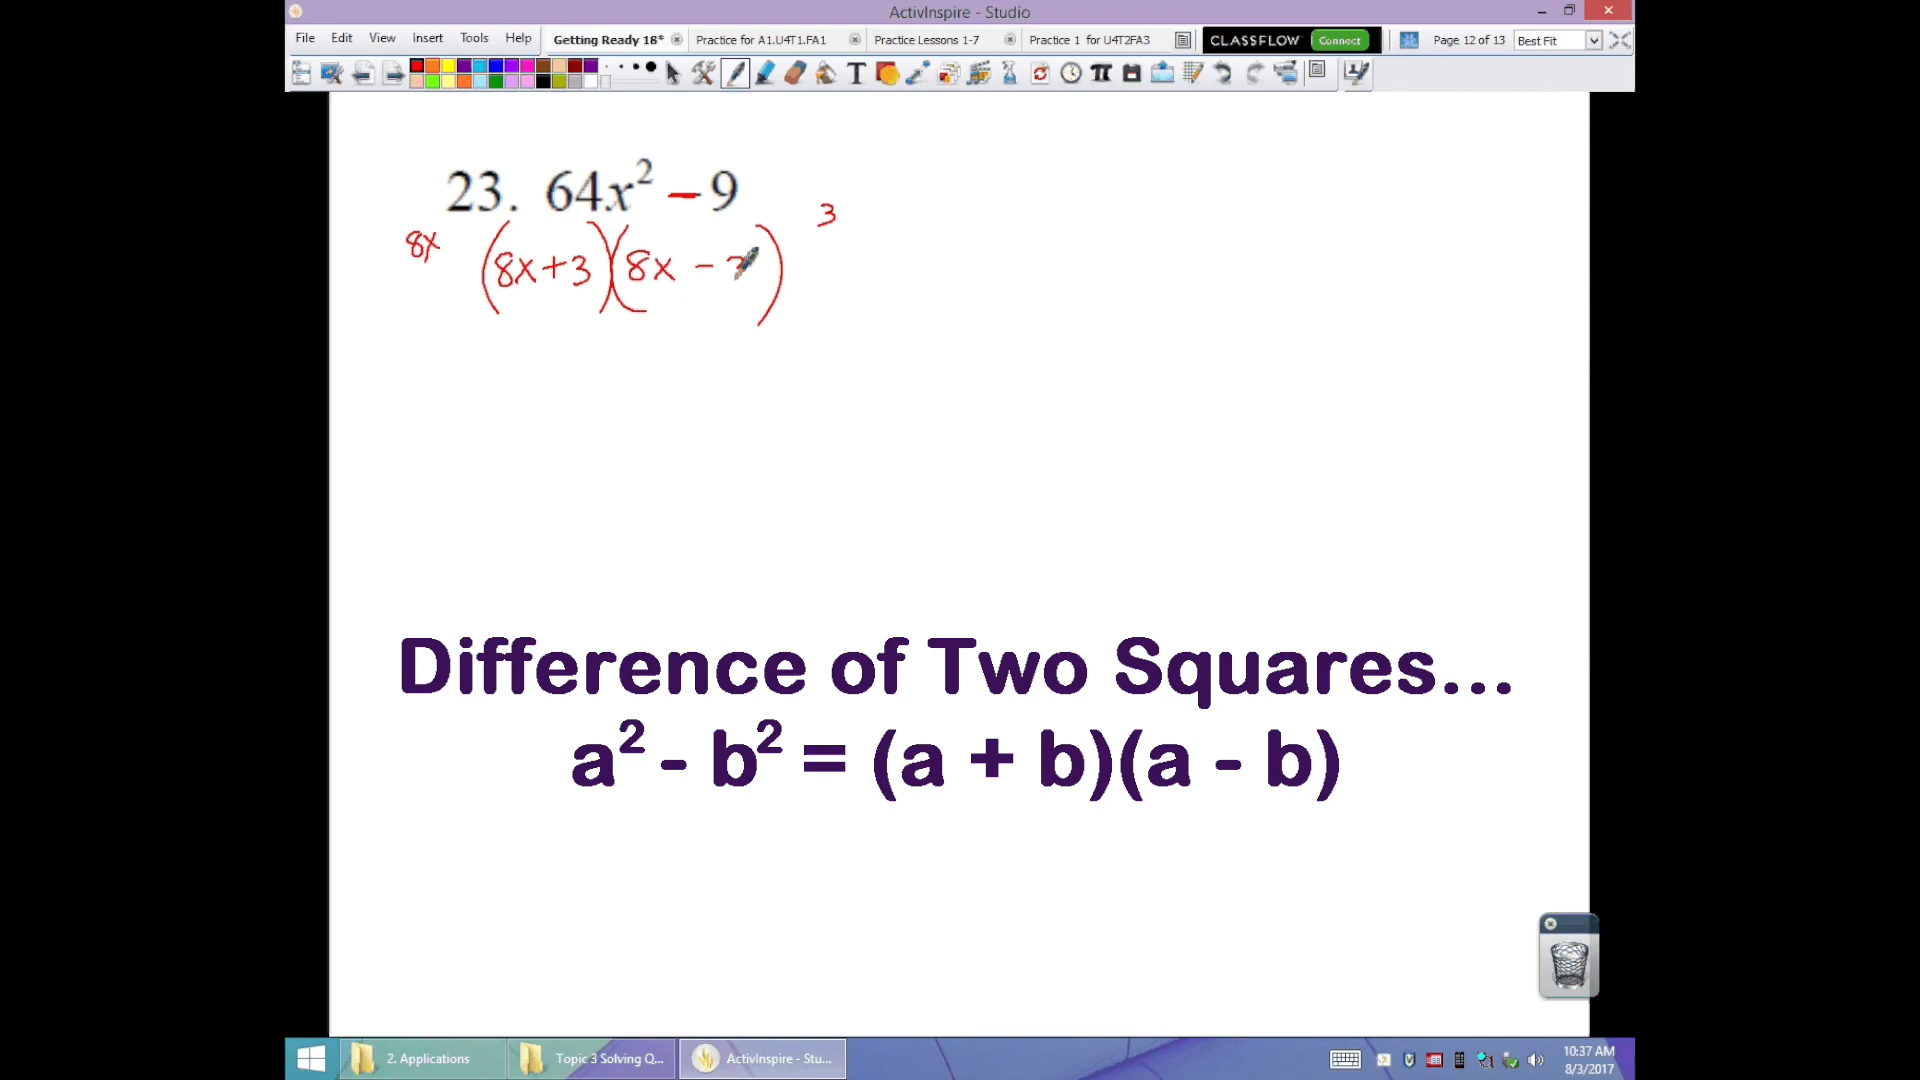 ActivInspire - Studio
File Edit View Insert Tools Help
Getting Ready 18* Practice for A1.U4T1.FA1 Practice Lessons 1-7 Practice 1 for U4T2FA3
CLASSFLOW Connect
Page 12 of 13 Best Fit
23. 64x² - 9
8x
3
(8x+3)(8x - 3)
Difference of Two Squares...
a² - b² = (a + b)(a - b)
2. Applications
Topic 3 Solving Q...
ActivInspire - Stu...
10:37 AM
8/3/2017